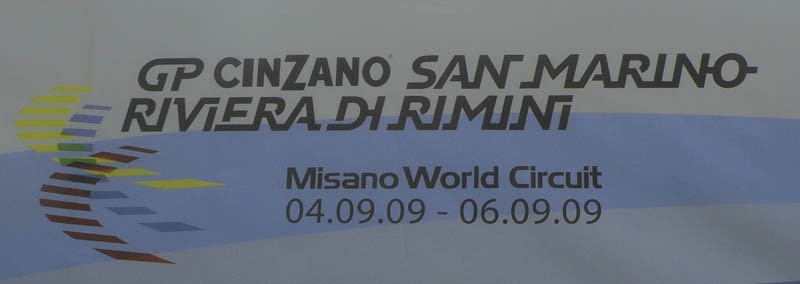 GP CINZANO SAN MARINO
RIVIERA DI RIMINI
Misano World Circuit
04.09.09 - 06.09.09